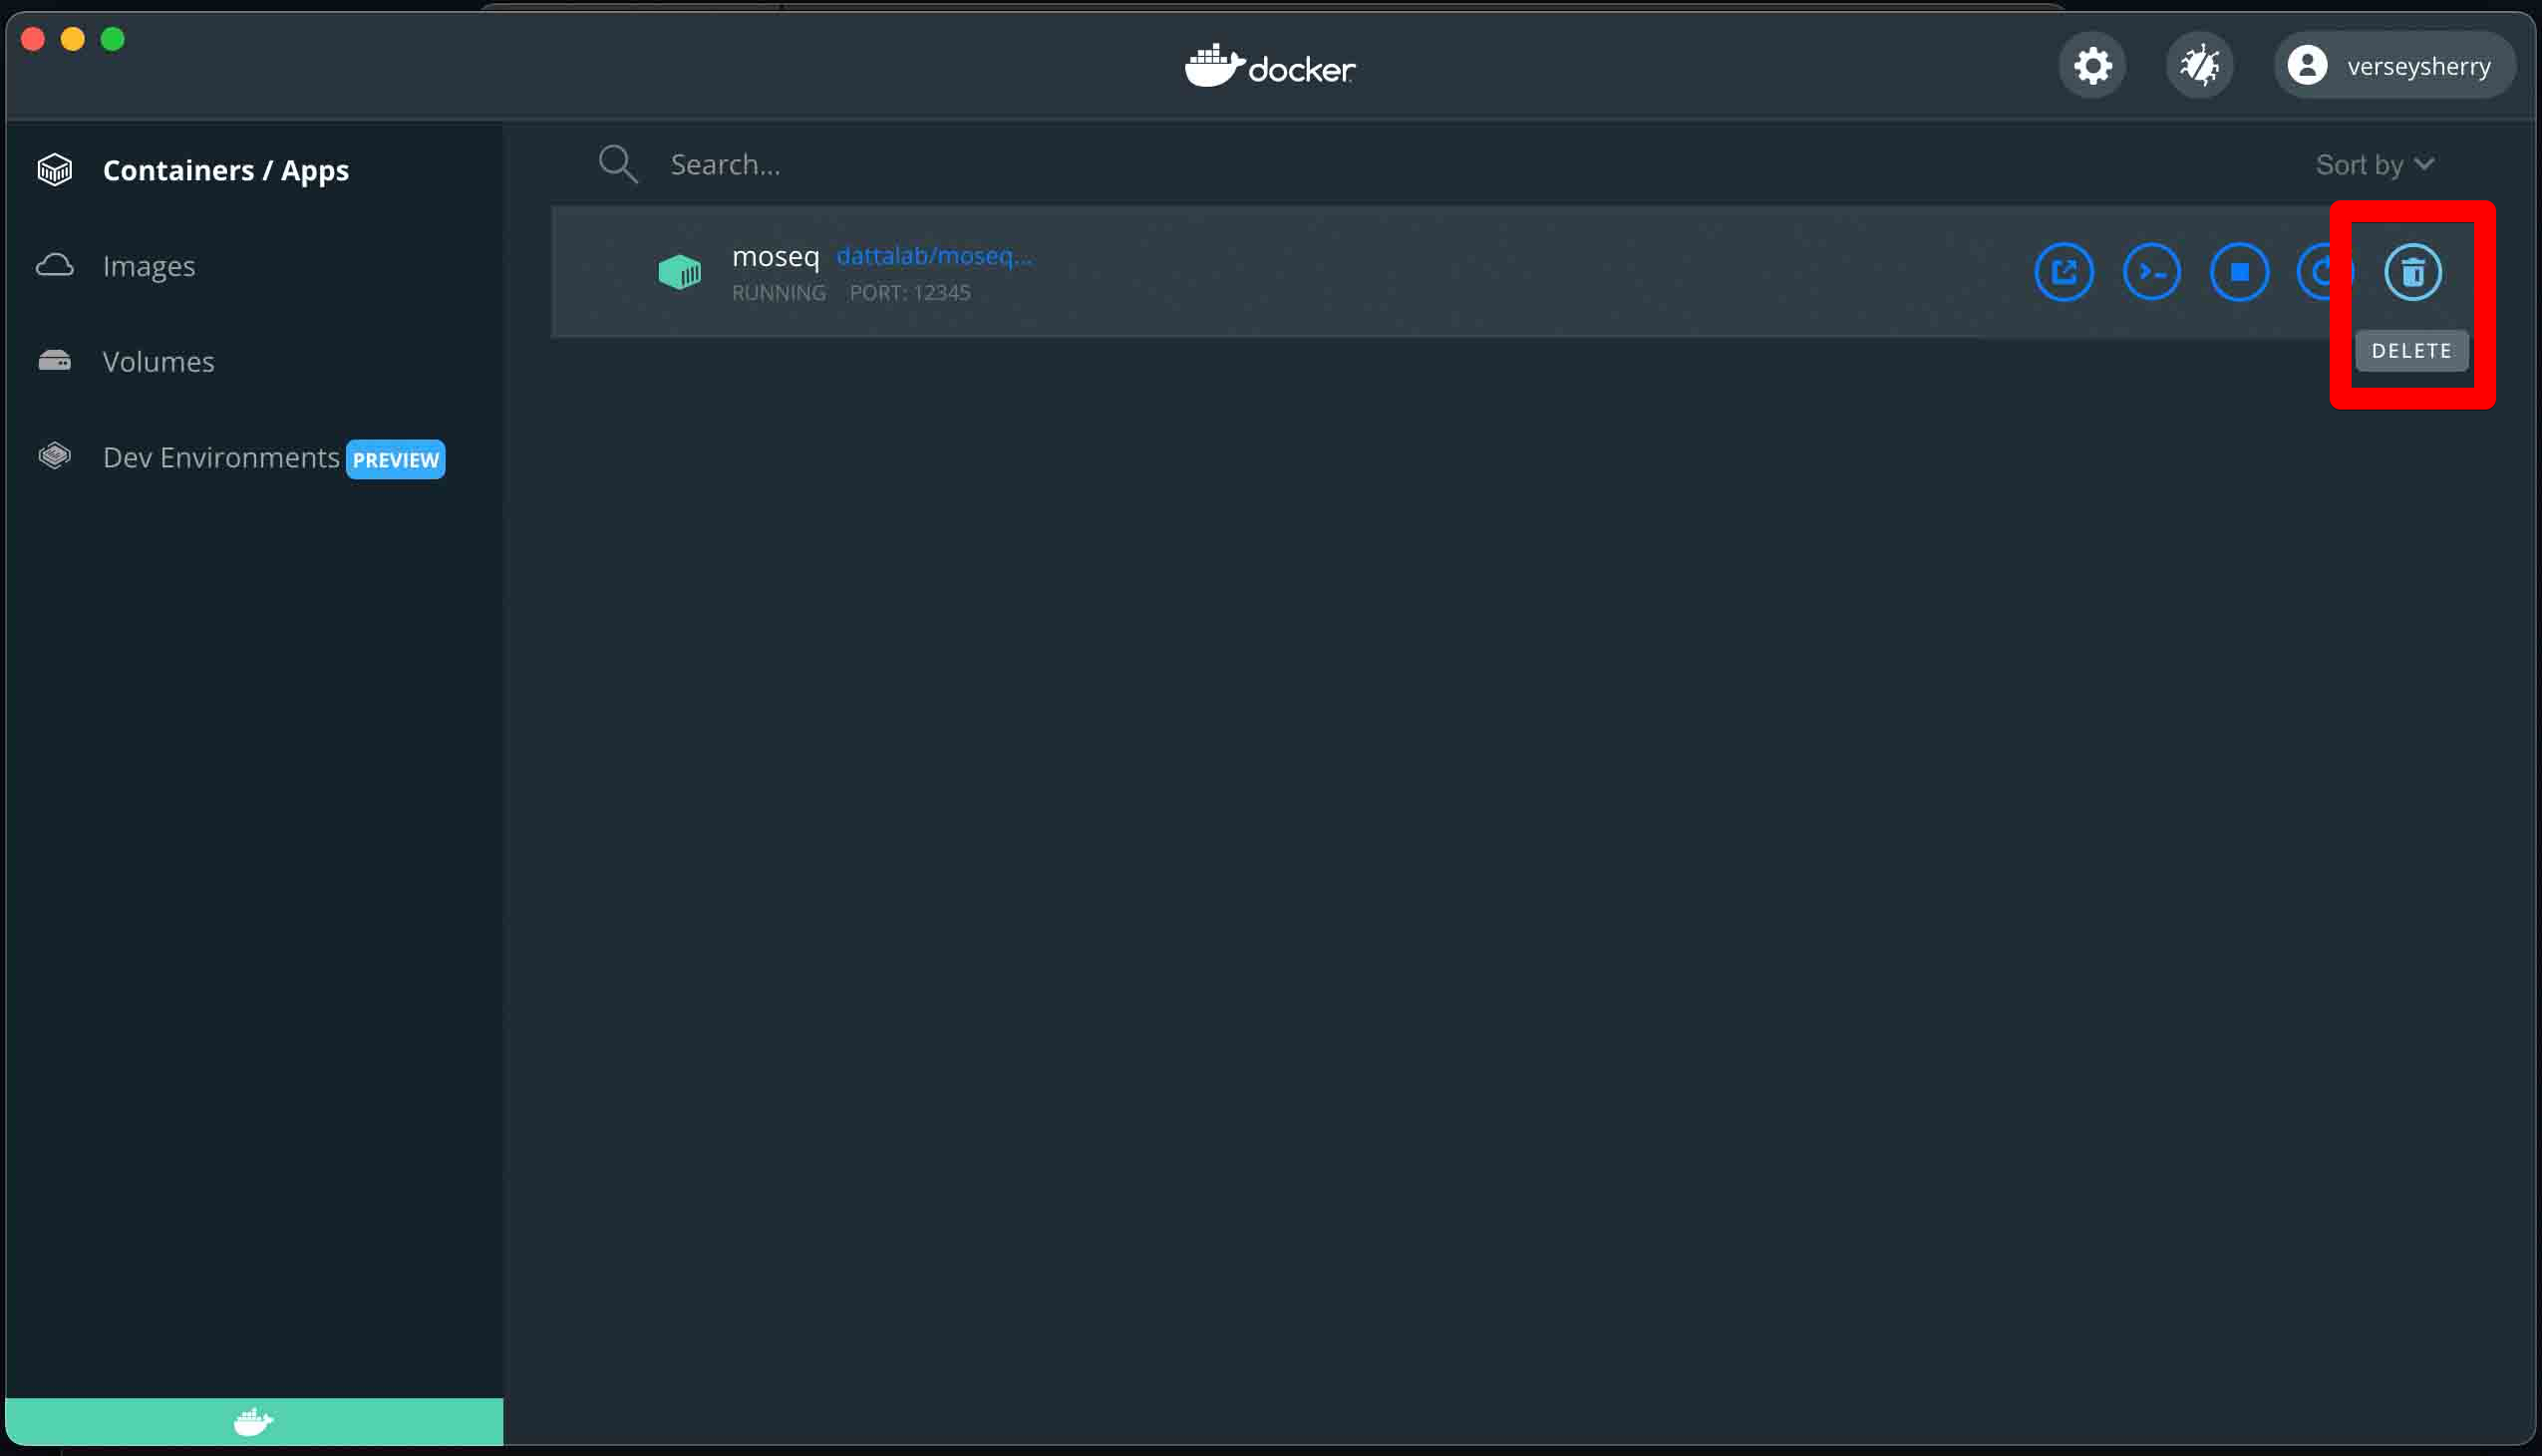 docker
verseysherry
Containers / Apps
Images
Volumes
Dev Environments PREVIEW
Search...
Sort by
moseq dattalab/moseq...
RUNNING PORT: 12345
DELETE